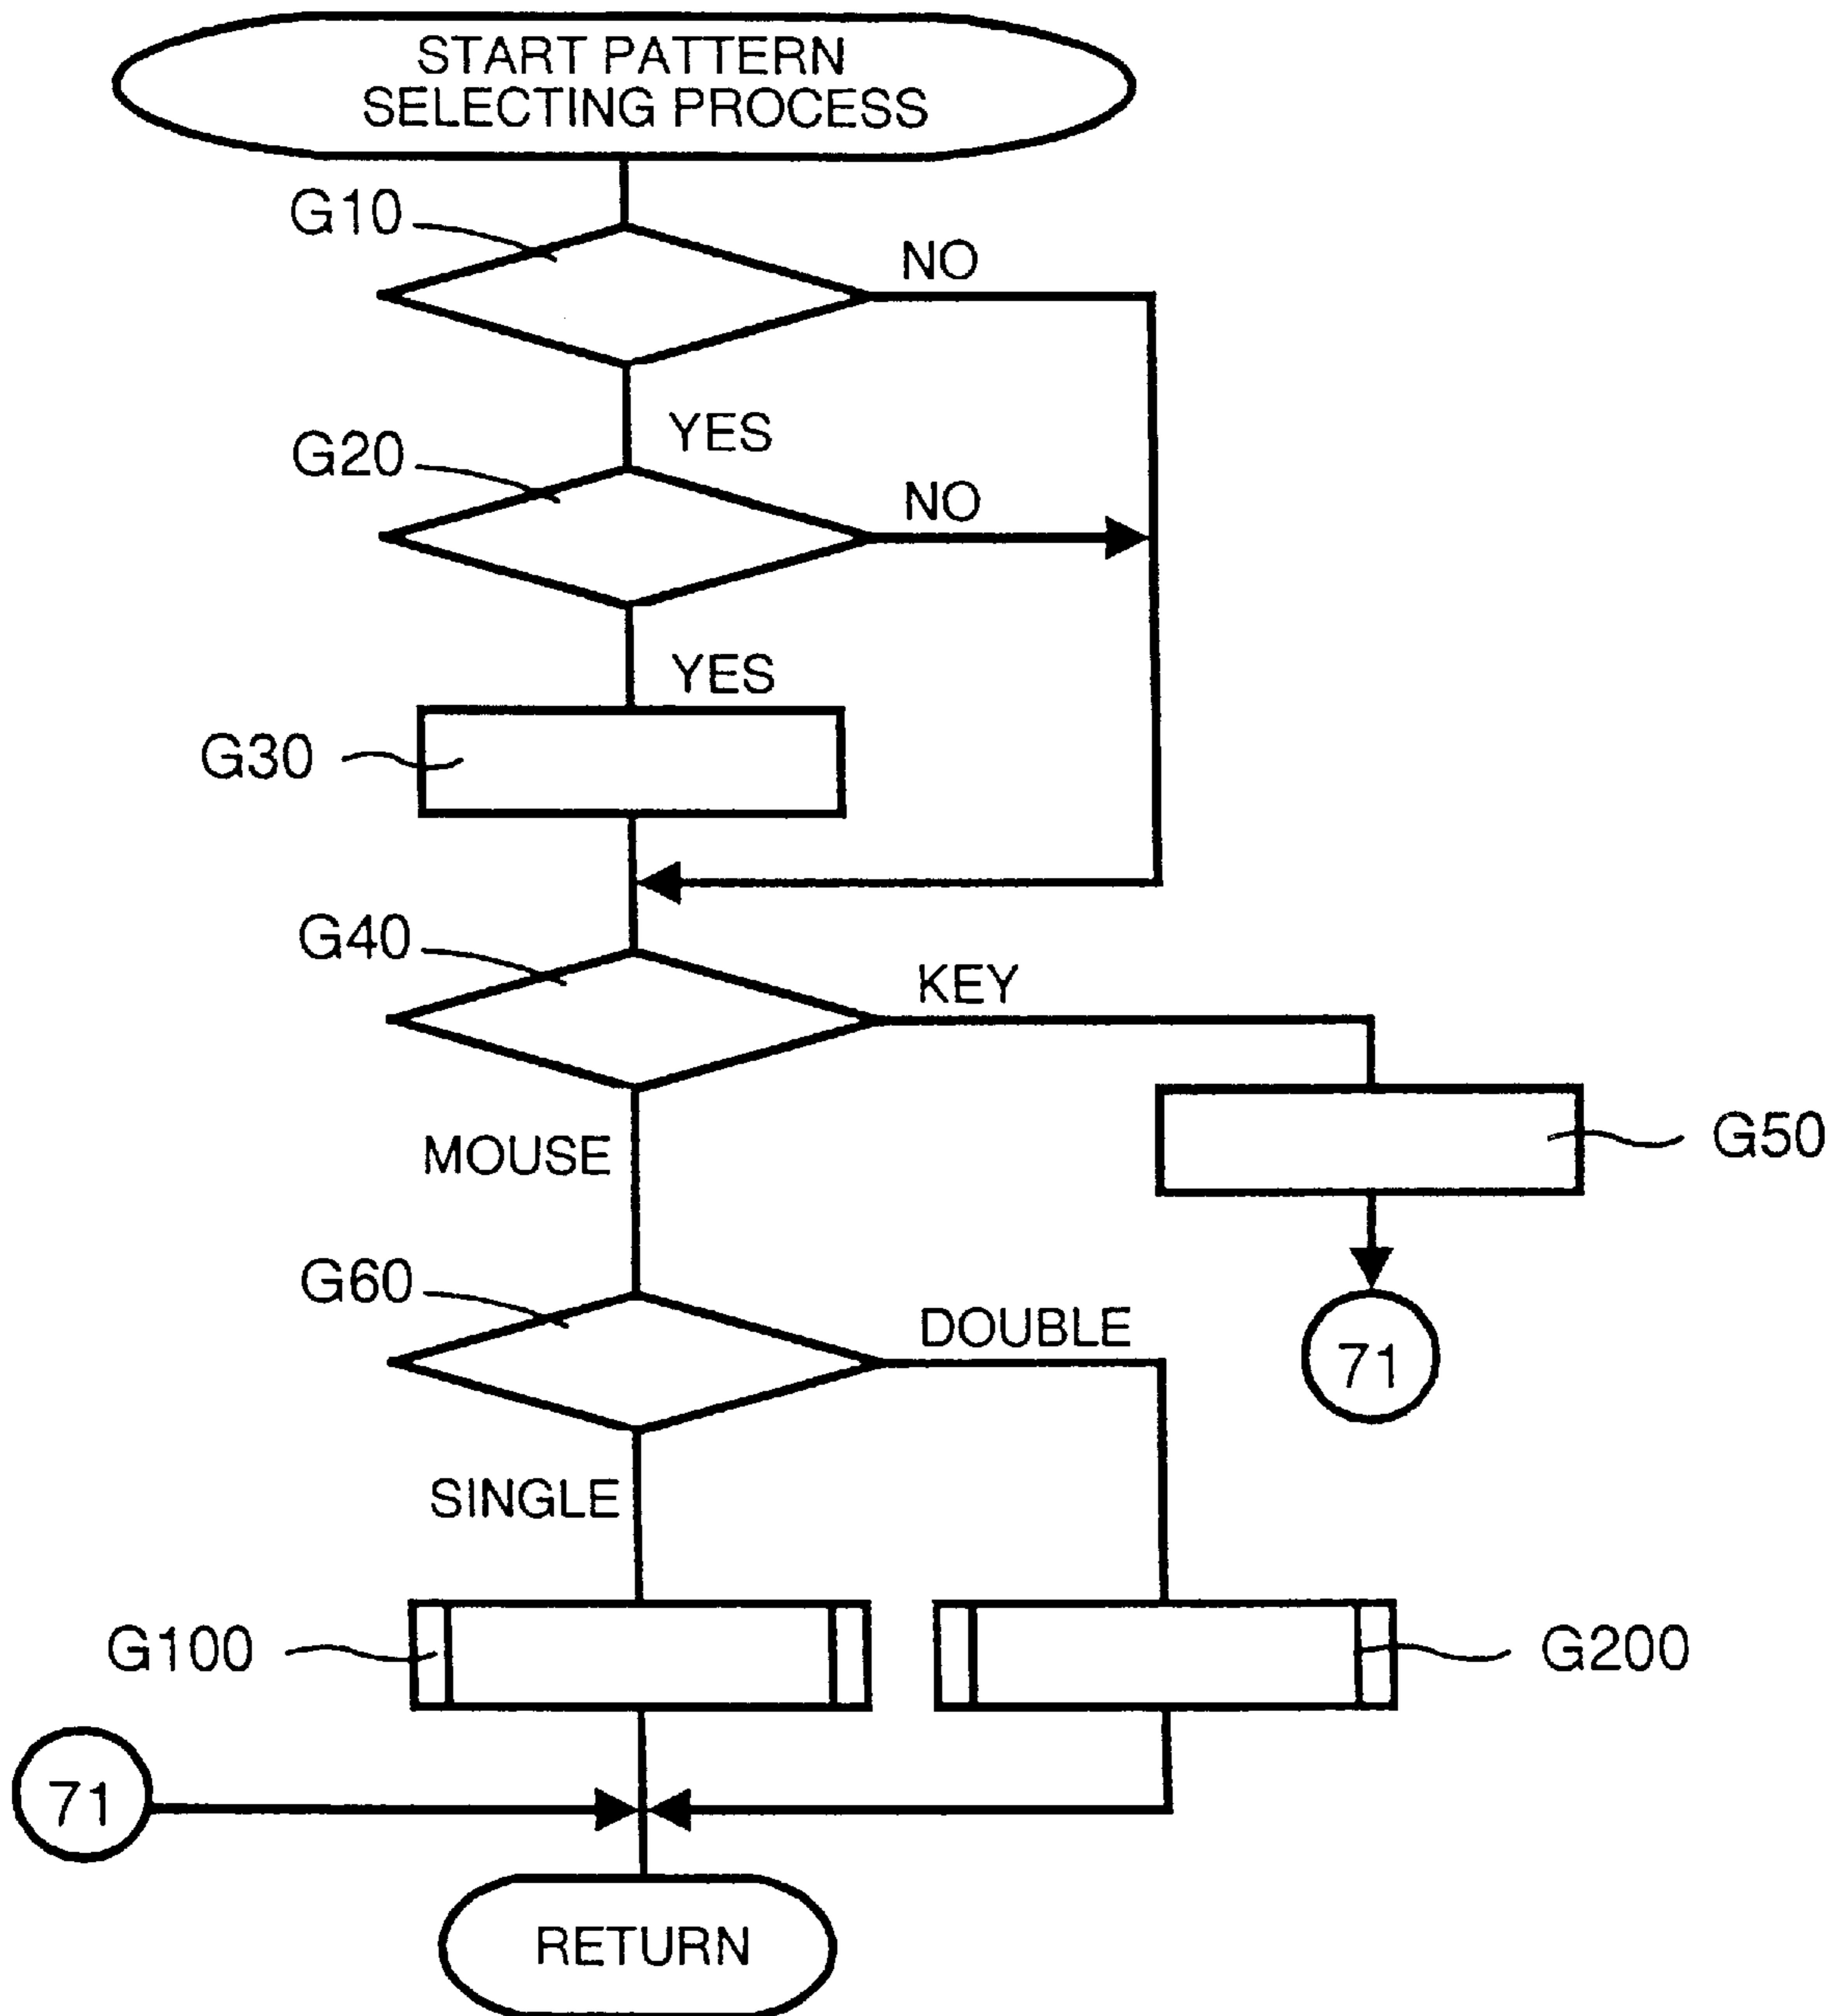 START PATTERN
SELECTING PROCESS
G10
NO
YES
G20
NO
YES
G30
G40
KEY
MOUSE
G50
G60
DOUBLE
71
SINGLE
G100
G200
71
RETURN